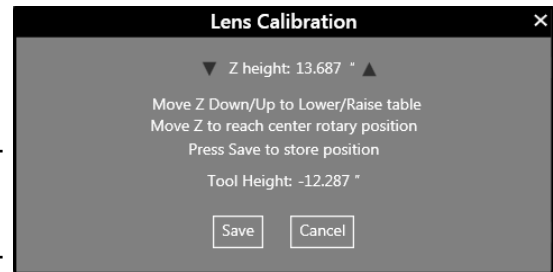 Lens Calibration ×
▼ Z height: 13.687 " ▲
Move Z Down/Up to Lower/Raise table
Move Z to reach center rotary position
Press Save to store position
Tool Height: -12.287 "
Save Cancel